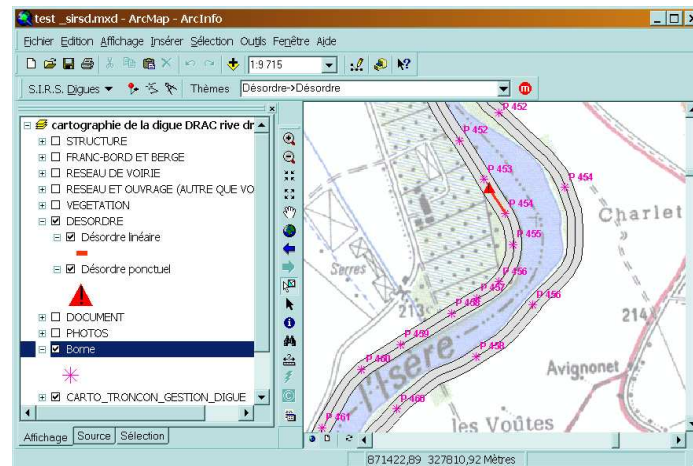 test _sirsd.mxd - ArcMap - ArcInfo
Fichier Edition Affichage Insérer Sélection Outils Fenêtre Aide
1:9 715
S.I.R.S. Digues Thèmes Désordre->Désordre
cartographie de la digue DRAC rive dr
STRUCTURE
FRANC-BORD ET BERGE
RESEAU DE VOIRIE
RESEAU ET OUVRAGE (AUTRE QUE VO
VEGETATION
DESORDRE
Désordre linéaire
Désordre ponctuel
DOCUMENT
PHOTOS
Borne
CARTO_TRONCON_GESTION_DIGUE
Affichage Source Sélection
P 452
P 452
P 453
P 454
P 454
Charlet
P 455
Serres
P 456
P 457
P 458
P 456
213
214
P 459
P 458
P 460
l'Isère
Avignonet
P 460
P 461
les Voûtes
871422,89 327810,92 Mètres